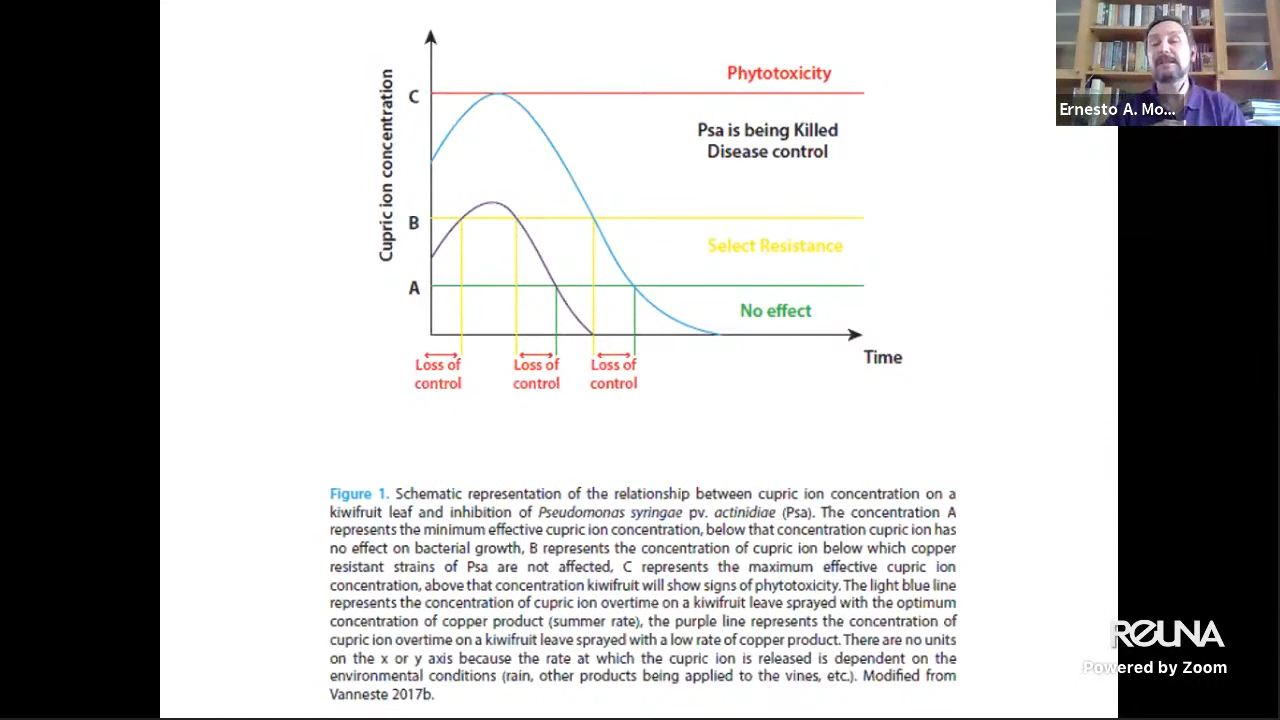 Cupric ion concentration
C
B
A
Phytotoxicity
Psa is being Killed
Disease control
Select Resistance
No effect
Time
Loss of
control
Loss of
control
Loss of
control
Figure 1. Schematic representation of the relationship between cupric ion concentration on a
kiwifruit leaf and inhibition of Pseudomonas syringae pv. actinidiae (Psa). The concentration A
represents the minimum effective cupric ion concentration, below that concentration cupric ion has
no effect on bacterial growth, B represents the concentration of cupric ion below which copper
resistant strains of Psa are not affected, C represents the maximum effective cupric ion
concentration, above that concentration kiwifruit will show signs of phytotoxicity. The light blue line
represents the concentration of cupric ion overtime on a kiwifruit leave sprayed with the optimum
concentration of copper product (summer rate), the purple line represents the concentration of
cupric ion overtime on a kiwifruit leave sprayed with a low rate of copper product. There are no units
on the x or y axis because the rate at which the cupric ion is released is dependent on the
environmental conditions (rain, other products being applied to the vines, etc.). Modified from
Vanneste 2017b.
Ernesto A. Mo...
REUNA
Powered by Zoom